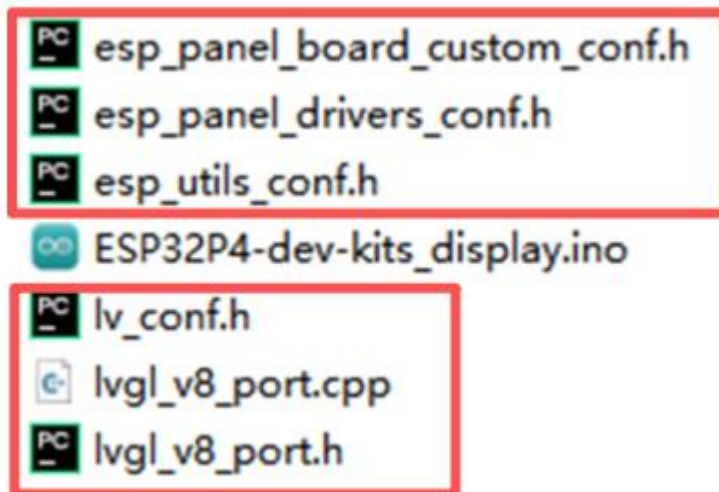 esp_panel_board_custom_conf.h
esp_panel_drivers_conf.h
esp_utils_conf.h
ESP32P4-dev-kits_display.ino
lv_conf.h
lvgl_v8_port.cpp
lvgl_v8_port.h